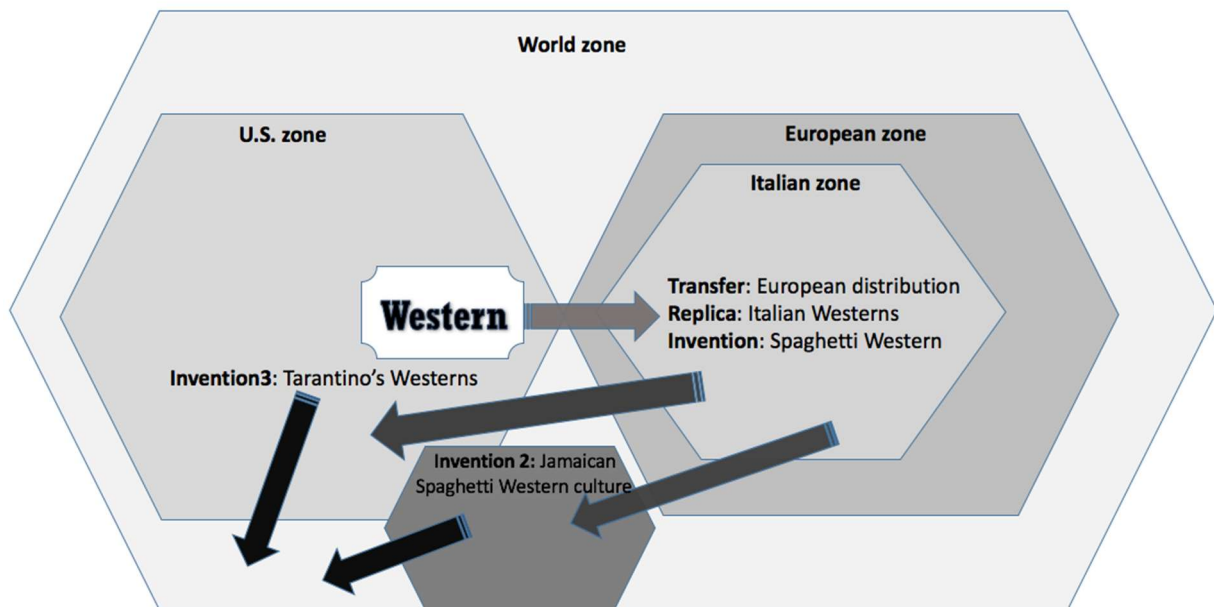 World zone
U.S. zone
European zone
Italian zone
Western
Transfer: European distribution
Replica: Italian Westerns
Invention: Spaghetti Western
Invention3: Tarantino’s Westerns
Invention 2: Jamaican
Spaghetti Western culture